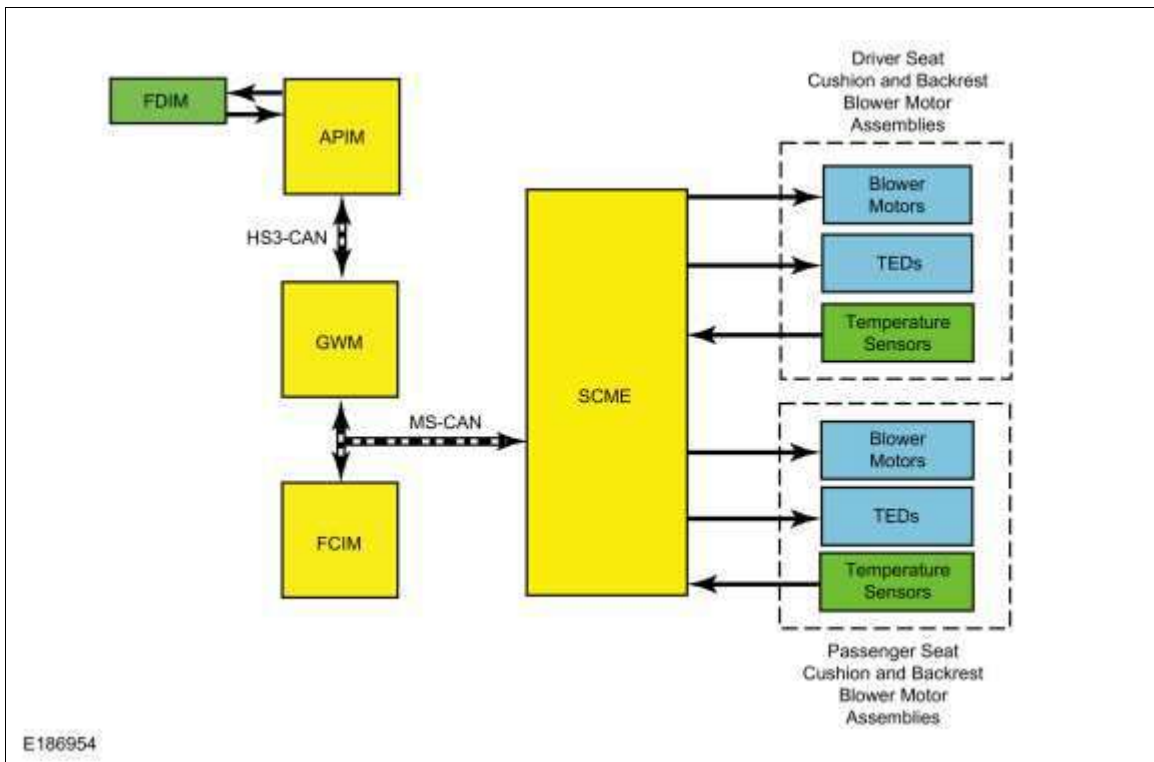 Driver Seat
Cushion and Backrest
Blower Motor
Assemblies
FDIM
APIM
HS3-CAN
GWM
MS-CAN
FCIM
SCME
Blower
Motors
TEDs
Temperature
Sensors
Blower
Motors
TEDs
Temperature
Sensors
Passenger Seat
Cushion and Backrest
Blower Motor
Assemblies
E186954